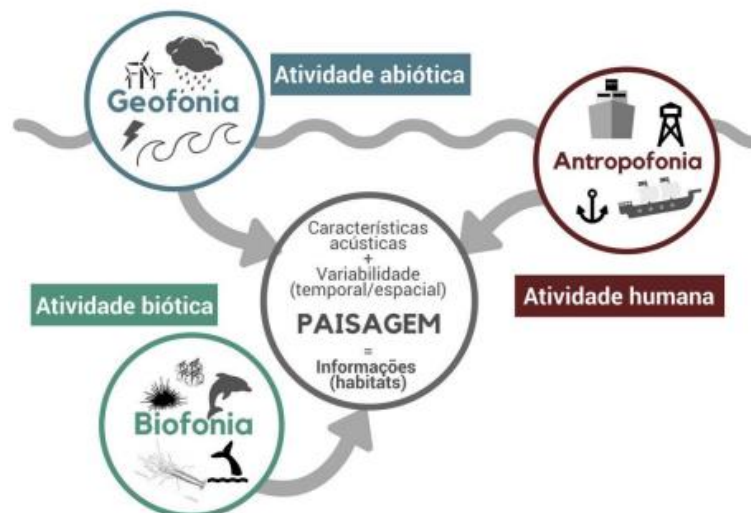 Geofonia
Atividade abiótica
Antropofonia
Características
acústicas
+
Variabilidade
(temporal/espacial)
PAISAGEM
=
Informações
(habitats)
Atividade humana
Atividade biótica
Biofonia